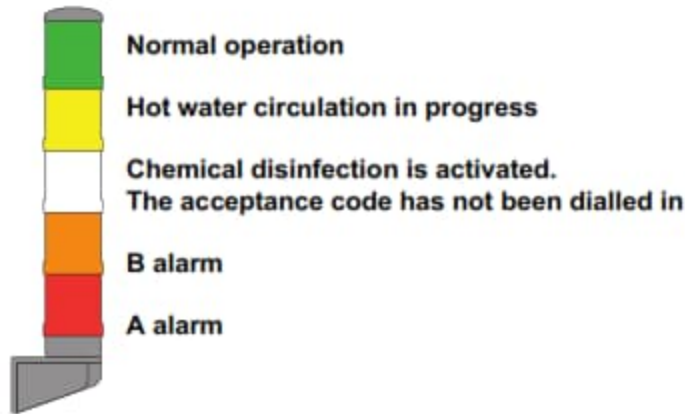 Normal operation
Hot water circulation in progress
Chemical disinfection is activated.
The acceptance code has not been dialled in
B alarm
A alarm